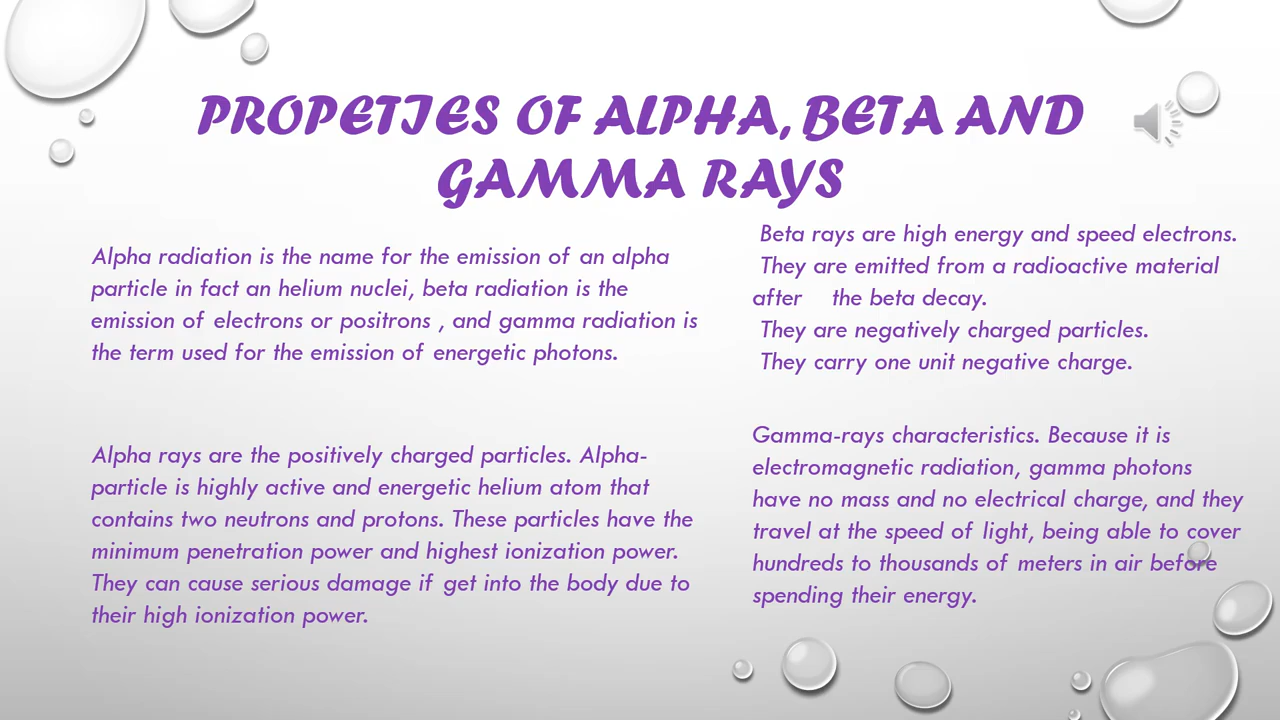 PROPETIES OF ALPHA, BETA AND
GAMMA RAYS
Alpha radiation is the name for the emission of an alpha
particle in fact an helium nuclei, beta radiation is the
emission of electrons or positrons , and gamma radiation is
the term used for the emission of energetic photons.
Alpha rays are the positively charged particles. Alpha-
particle is highly active and energetic helium atom that
contains two neutrons and protons. These particles have the
minimum penetration power and highest ionization power.
They can cause serious damage if get into the body due to
their high ionization power.
Beta rays are high energy and speed electrons.
They are emitted from a radioactive material
after the beta decay.
They are negatively charged particles.
They carry one unit negative charge.
Gamma-rays characteristics. Because it is
electromagnetic radiation, gamma photons
have no mass and no electrical charge, and they
travel at the speed of light, being able to cover
hundreds to thousands of meters in air before
spending their energy.